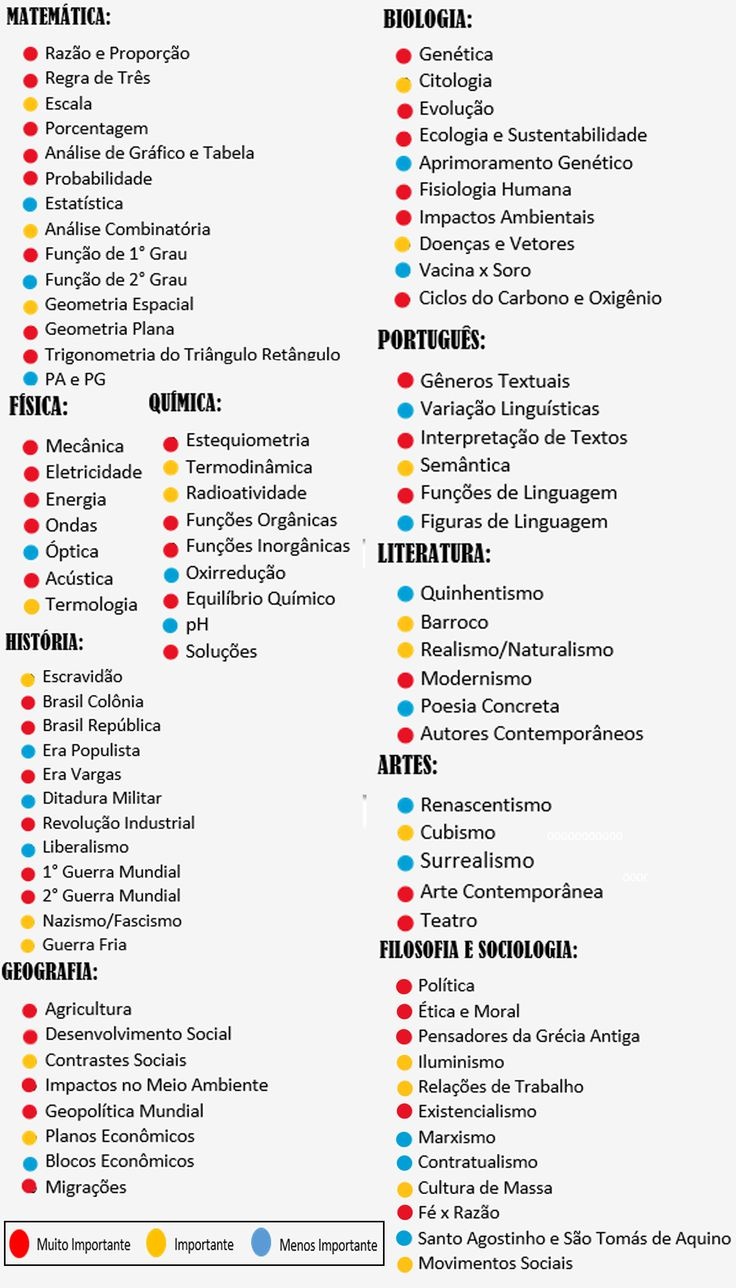 MATEMÁTICA:
Razão e Proporção
Regra de Três
Escala
Porcentagem
Análise de Gráfico e Tabela
Probabilidade
Estatística
Análise Combinatória
Função de 1° Grau
Função de 2° Grau
Geometria Espacial
Geometria Plana
Trigonometria do Triângulo Retângulo
PA e PG
FÍSICA:
Mecânica
Eletricidade
Energia
Ondas
Óptica
Acústica
Termologia
QUÍMICA:
Estequiometria
Termodinâmica
Radioatividade
Funções Orgânicas
Funções Inorgânicas
Oxirredução
Equilíbrio Químico
pH
Soluções
HISTÓRIA:
Escravidão
Brasil Colônia
Brasil República
Era Populista
Era Vargas
Ditadura Militar
Revolução Industrial
Liberalismo
1° Guerra Mundial
2° Guerra Mundial
Nazismo/Fascismo
Guerra Fria
GEOGRAFIA:
Agricultura
Desenvolvimento Social
Contrastes Sociais
Impactos no Meio Ambiente
Geopolítica Mundial
Planos Econômicos
Blocos Econômicos
Migrações
BIOLOGIA:
Genética
Citologia
Evolução
Ecologia e Sustentabilidade
Aprimoramento Genético
Fisiologia Humana
Impactos Ambientais
Doenças e Vetores
Vacina x Soro
Ciclos do Carbono e Oxigênio
PORTUGUÊS:
Gêneros Textuais
Variação Linguísticas
Interpretação de Textos
Semântica
Funções de Linguagem
Figuras de Linguagem
LITERATURA:
Quinhentismo
Barroco
Realismo/Naturalismo
Modernismo
Poesia Concreta
Autores Contemporâneos
ARTES:
Renascentismo
Cubismo
Surrealismo
Arte Contemporânea
Teatro
FILOSOFIA E SOCIOLOGIA:
Política
Ética e Moral
Pensadores da Grécia Antiga
Iluminismo
Relações de Trabalho
Existencialismo
Marxismo
Contratualismo
Cultura de Massa
Fé x Razão
Santo Agostinho e São Tomás de Aquino
Movimentos Sociais
Muito Importante Importante Menos Importante